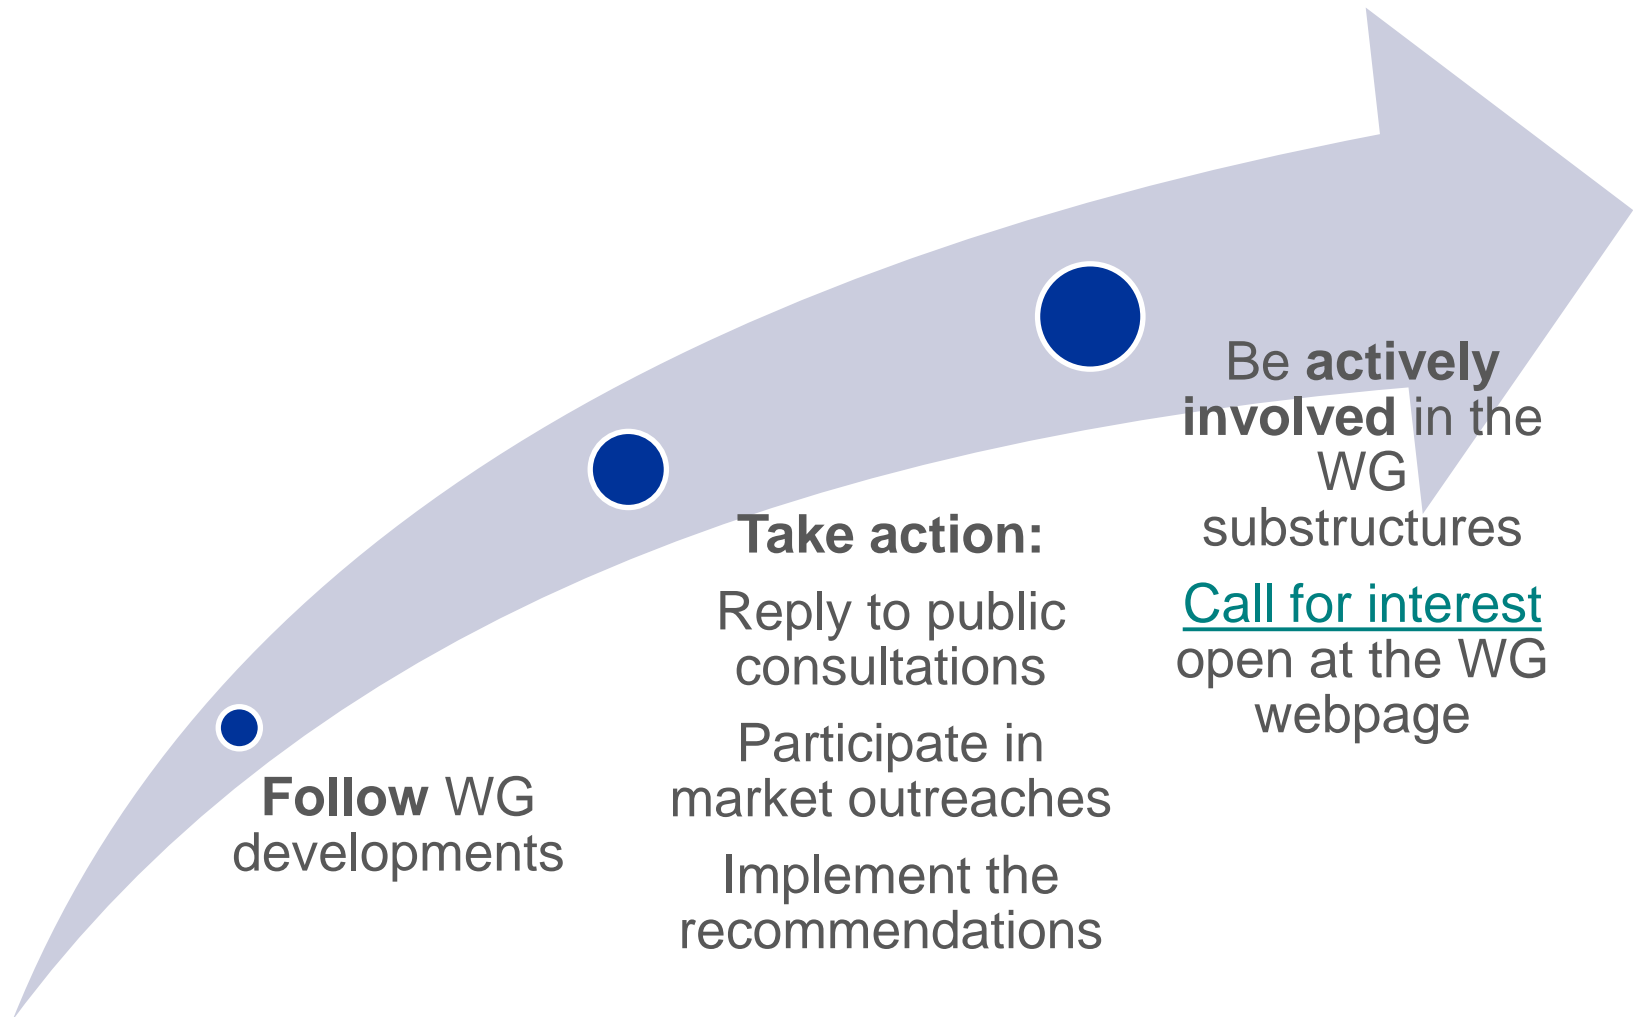 Follow WG
developments
Take action:
Reply to public
consultations
Participate in
market outreaches
Implement the
recommendations
Be actively
involved in the
WG
substructures
Call for interest
open at the WG
webpage